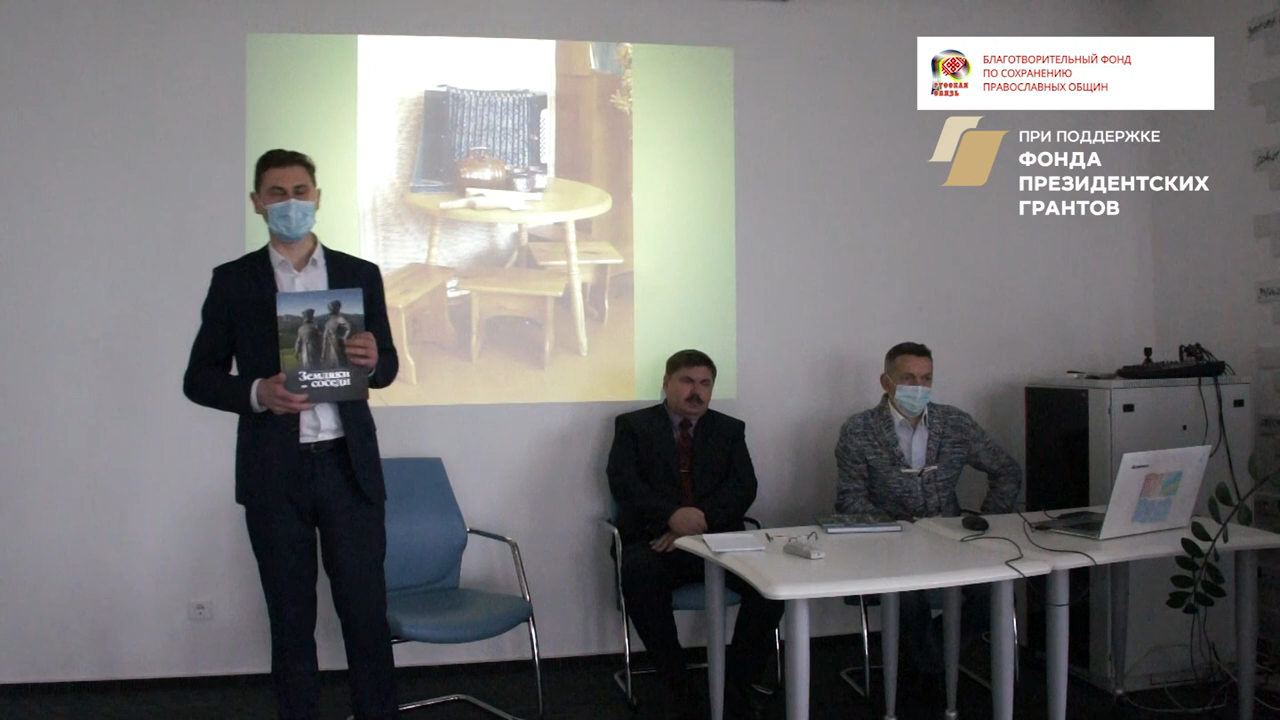 БЛАГОТВОРИТЕЛЬНЫЙ ФОНД
ПО СОХРАНЕНИЮ
ПРАВОСЛАВНЫХ ОБЩИН
ПРИ ПОДДЕРЖКЕ
ФОНДА
ПРЕЗИДЕНТСКИХ
ГРАНТОВ
Земляки
и соседи